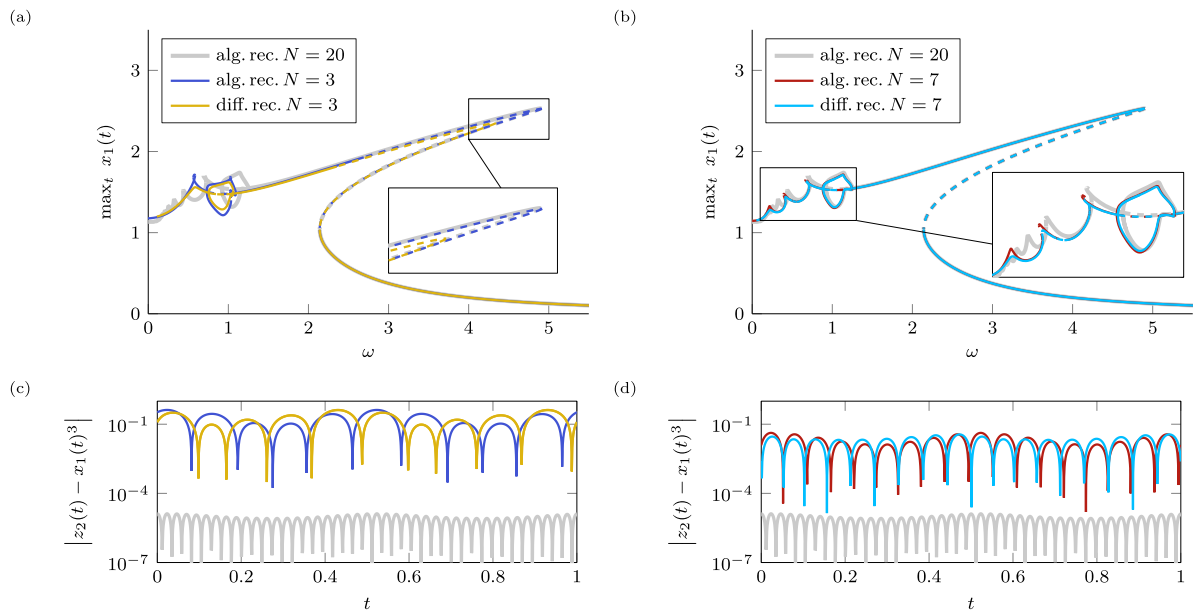 (a)
alg. rec. N = 20
alg. rec. N = 3
diff. rec. N = 3
max_t x_1(t)
3
2
1
0
0 1 2 3 4 5
ω
(b)
alg. rec. N = 20
alg. rec. N = 7
diff. rec. N = 7
max_t x_1(t)
3
2
1
0
0 1 2 3 4 5
ω
(c)
|z_2(t) − x_1(t)^3|
10^−1
10^−4
10^−7
0 0.2 0.4 0.6 0.8 1
t
(d)
|z_2(t) − x_1(t)^3|
10^−1
10^−4
10^−7
0 0.2 0.4 0.6 0.8 1
t